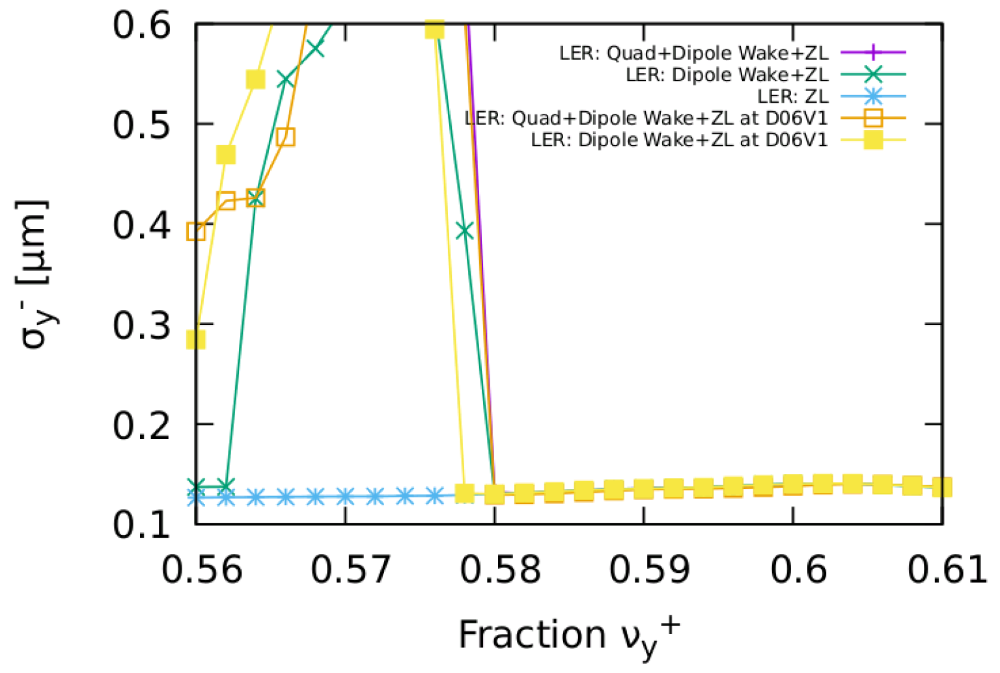 0.6
0.5
0.4
0.3
0.2
0.1
σy- [μm]
LER: Quad+Dipole Wake+ZL
LER: Dipole Wake+ZL
LER: ZL
LER: Quad+Dipole Wake+ZL at D06V1
LER: Dipole Wake+ZL at D06V1
0.56 0.57 0.58 0.59 0.6 0.61
Fraction νy+